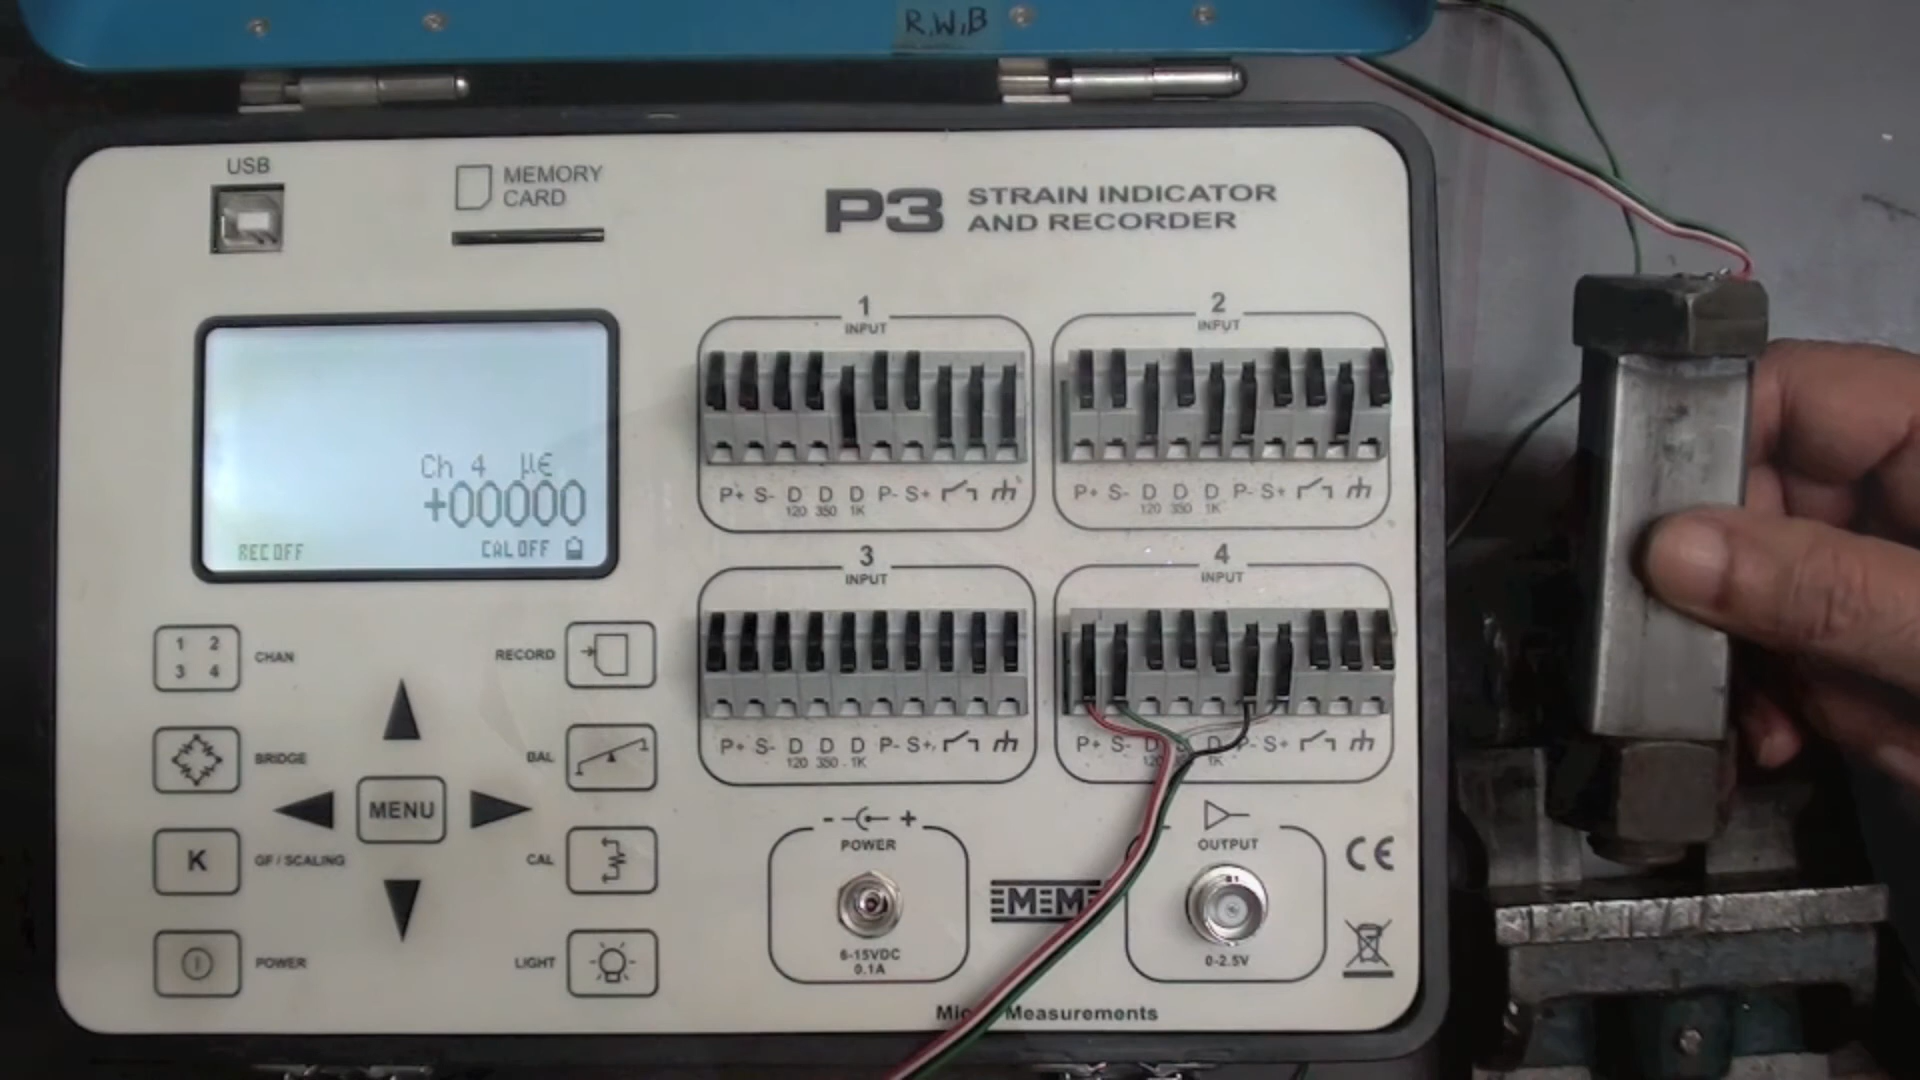 R,W,B
USB
MEMORY
CARD
P3
STRAIN INDICATOR
AND RECORDER
1
INPUT
2
INPUT
Ch 4 με
+00000
REC OFF
CAL OFF
P+ S- D D D P- S+
120 350 1K
P+ S- D D D P- S+
120 350 1K
3
INPUT
4
INPUT
1 2
3 4
CHAN
RECORD
P+ S- D D D P- S+
120 350 1K
P+ S- D D P- S+
120 1K
BRIDGE
BAL
MENU
K
GF / SCALING
CAL
- +
POWER
OUTPUT
CE
MM
6-15VDC
0.1A
0-2.5V
POWER
LIGHT
Measurements